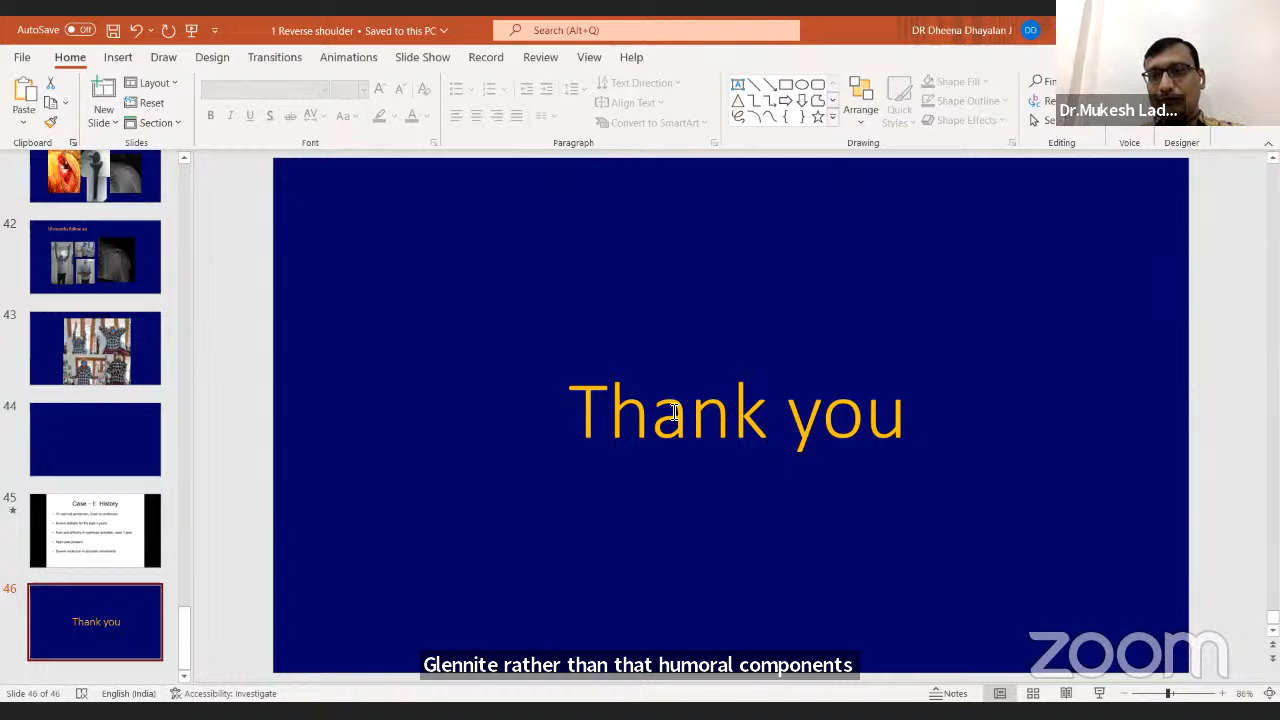 AutoSave Off
1 Reverse shoulder • Saved to this PC
Search (Alt+Q)
DR Dheena Dhayalan J DD
File Home Insert Draw Design Transitions Animations Slide Show Record Review View Help
Paste
New
Slide
Layout
Reset
Section
Text Direction
Align Text
Convert to SmartArt
Arrange
Quick
Styles
Shape Fill
Shape Outline
Shape Effects
Clipboard Slides Font Paragraph Drawing Editing Voice Designer
Dr.Mukesh Lad...
42
43
44
45
Case - I: History
46
Thank you
Thank you
Glennite rather than that humoral components
zoom
Slide 46 of 46 English (India) Accessibility: Investigate Notes 86%